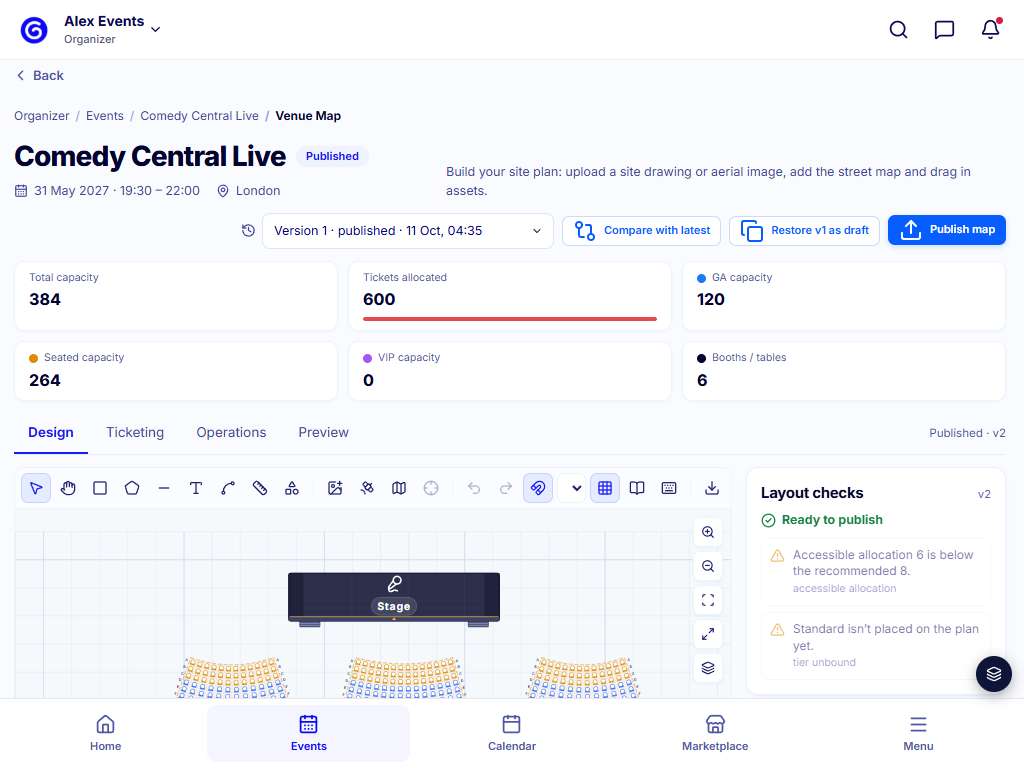 Alex Events
Organizer
Back
Organizer / Events / Comedy Central Live / Venue Map
Comedy Central Live
Published
31 May 2027 · 19:30 – 22:00
London
Build your site plan: upload a site drawing or aerial image, add the street map and drag in
assets.
Version 1 · published · 11 Oct, 04:35
Compare with latest
Restore v1 as draft
Publish map
Total capacity
384
Tickets allocated
600
GA capacity
120
Seated capacity
264
VIP capacity
0
Booths / tables
6
Design
Ticketing
Operations
Preview
Published · v2
Layout checks
v2
Ready to publish
Accessible allocation 6 is below
the recommended 8.
accessible allocation
Standard isn't placed on the plan
yet.
tier unbound
Stage
Home
Events
Calendar
Marketplace
Menu